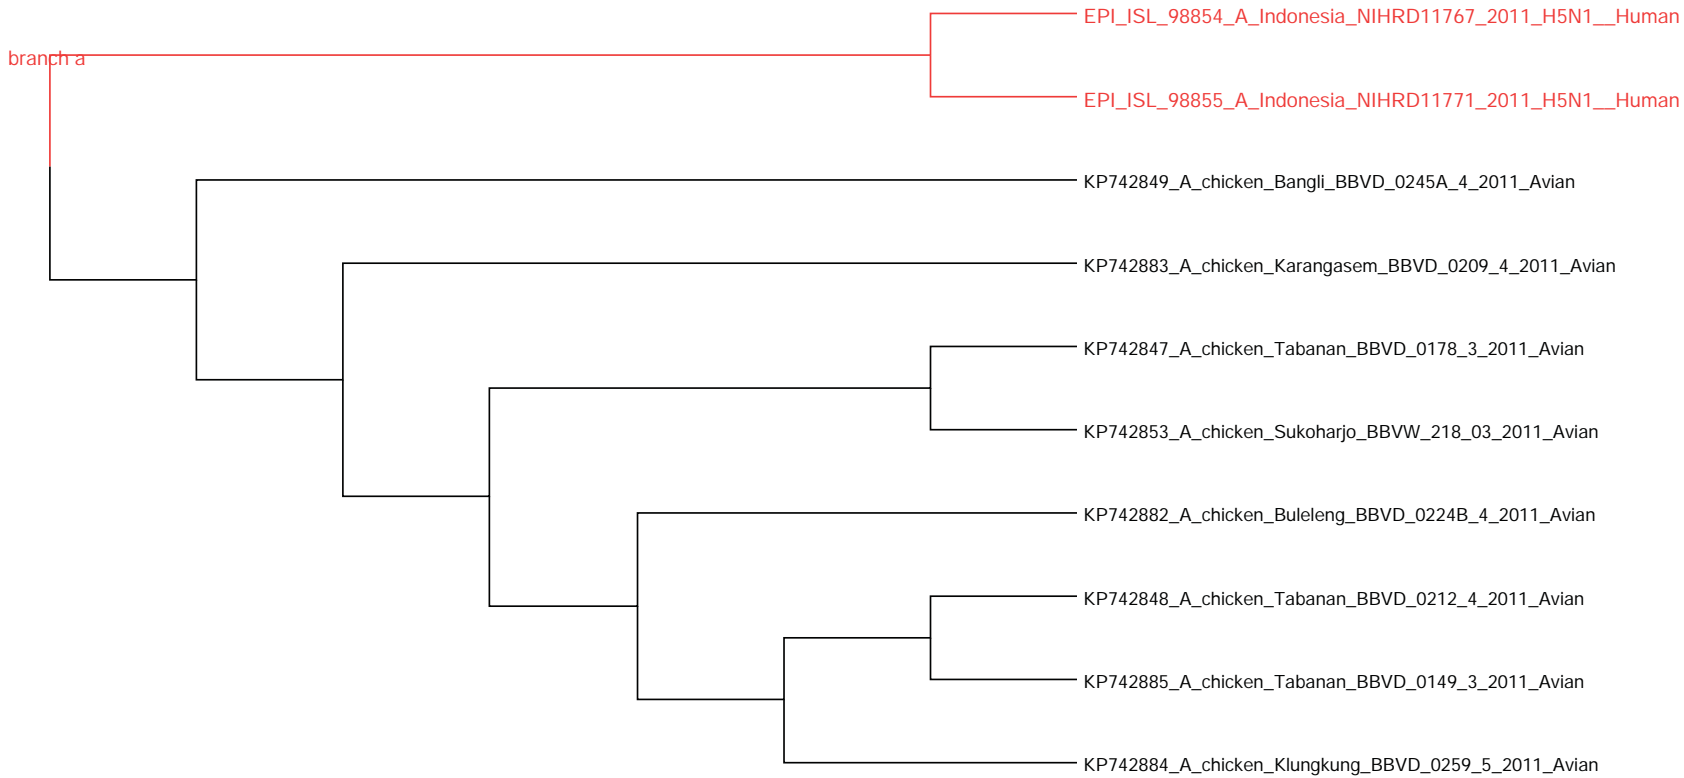 EPI_ISL_98854_A_Indonesia_NIHRD11767_2011_H5N1__Human
branch a
EPI_ISL_98855_A_Indonesia_NIHRD11771_2011_H5N1__Human
KP742849_A_chicken_Bangli_BBVD_0245A_4_2011_Avian
KP742883_A_chicken_Karangasem_BBVD_0209_4_2011_Avian
KP742847_A_chicken_Tabanan_BBVD_0178_3_2011_Avian
KP742853_A_chicken_Sukoharjo_BBVW_218_03_2011_Avian
KP742882_A_chicken_Buleleng_BBVD_0224B_4_2011_Avian
KP742848_A_chicken_Tabanan_BBVD_0212_4_2011_Avian
KP742885_A_chicken_Tabanan_BBVD_0149_3_2011_Avian
KP742884_A_chicken_Klungkung_BBVD_0259_5_2011_Avian